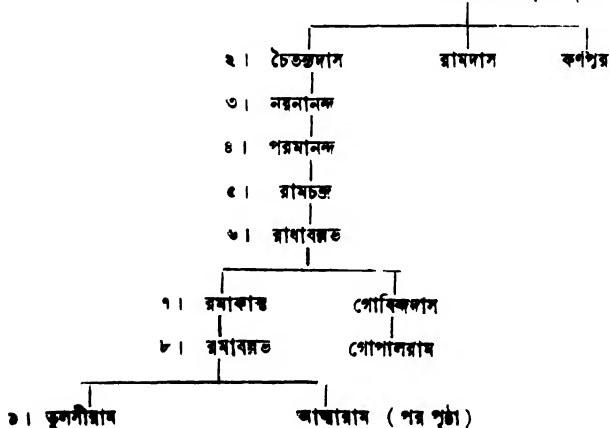 ২। চৈতন্যদাস রামদাস কর্ণপুর
৩। নয়নানন্দ
৪। পরমানন্দ
৫। রামচন্দ্র
৬। রাধাবল্লভ
৭। রমাকান্ত গোবিন্দদাস
৮। রমাবল্লভ গোপালরাম
৯। তুলসীরাম আত্মারাম ( পর পৃষ্ঠা )